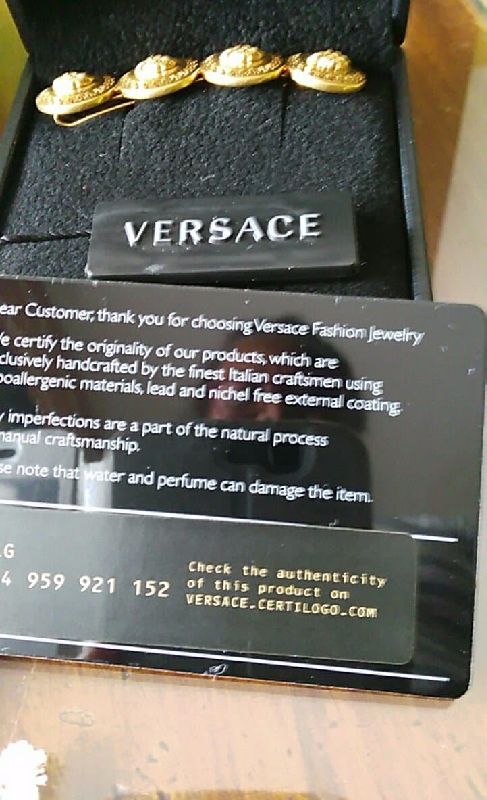 VERSACE
ear Customer, thank you for choosing Versace Fashion Jewelry
e certify the originality of our products, which are
clusively handcrafted by the finest Italian craftsmen using
poallergenic materials, lead and nichel free external coating.
y imperfections are a part of the natural process
manual craftsmanship.
se note that water and perfume can damage the item.
LG
4 959 921 152
Check the authenticity
of this product on
VERSACE.CERTILOGO.COM